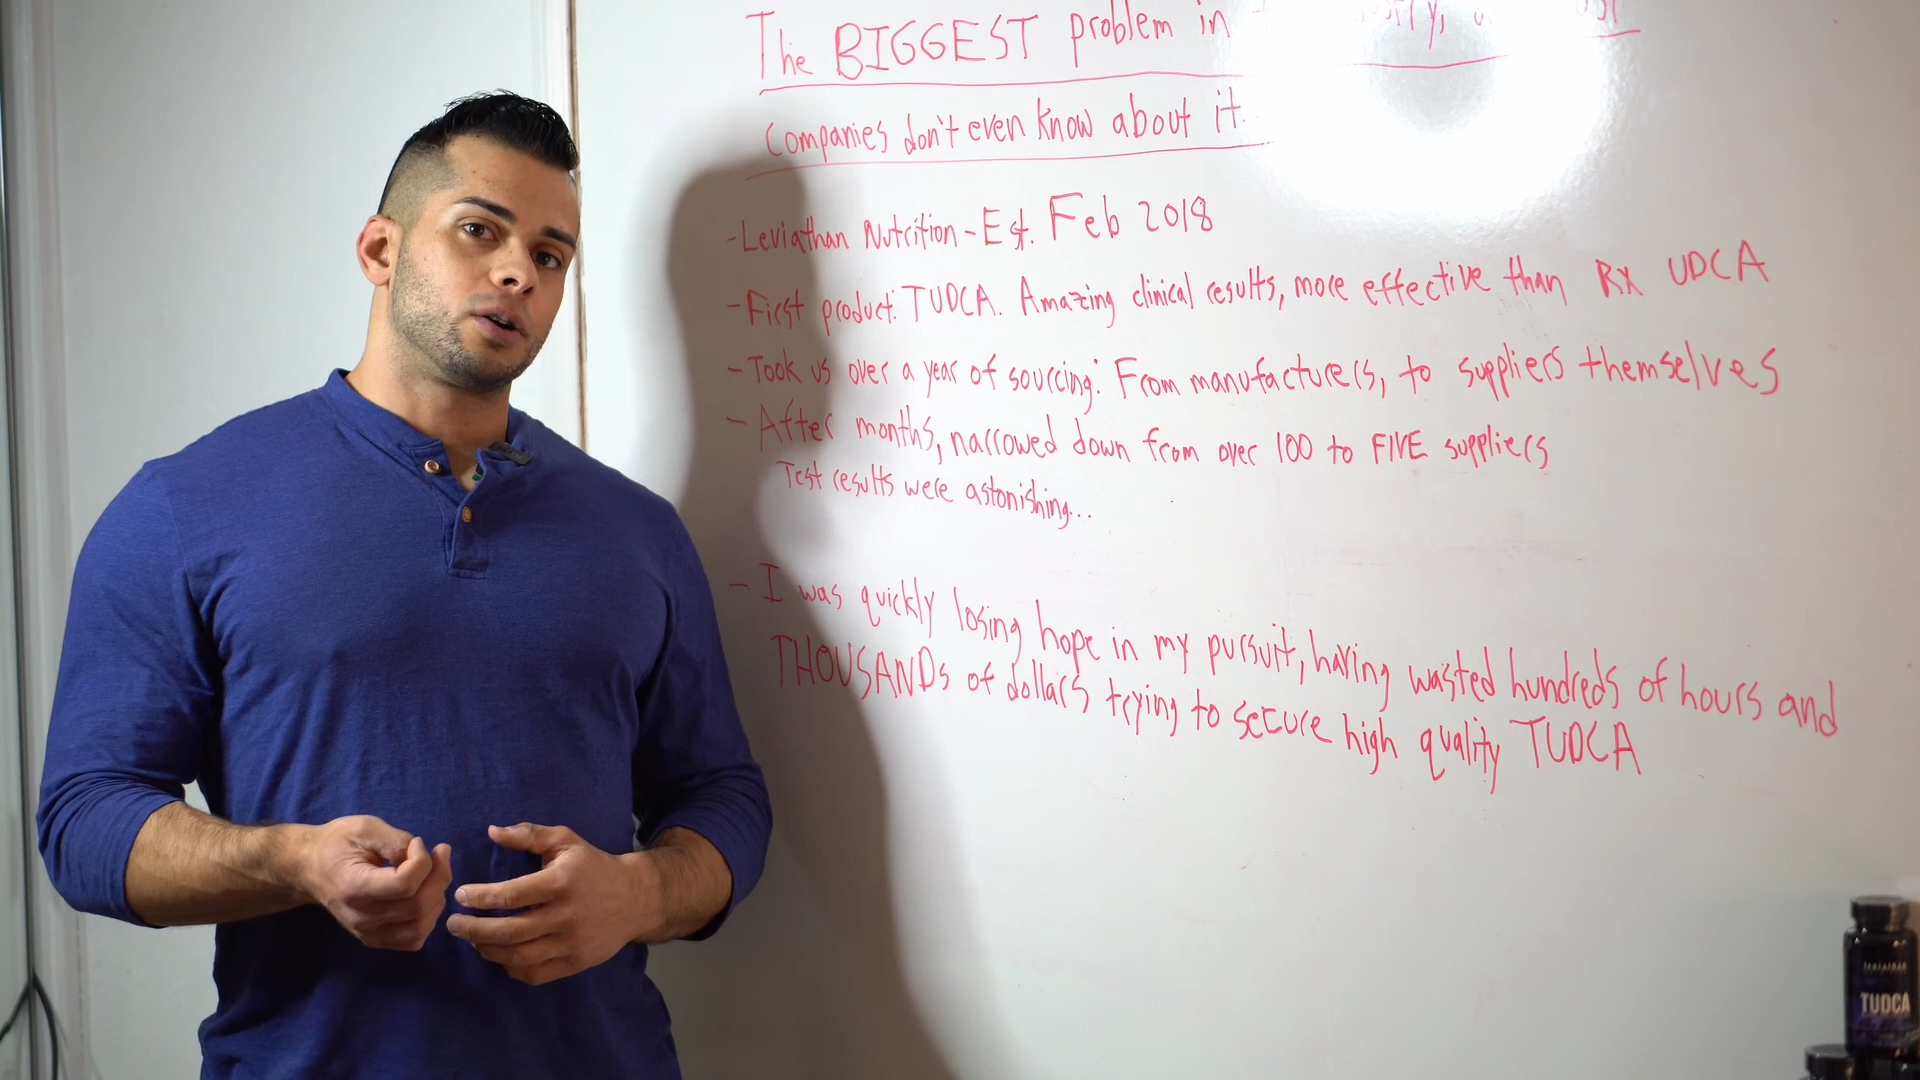 The BIGGEST problem in
Companies don't even know about it.
-Leviathan Nutrition - Est. Feb 2018
-First product: TUDCA. Amazing clinical results, more effective than Rx UDCA
-Took us over a year of sourcing: From manufacturers, to suppliers themselves
-After months, narrowed down from over 100 to FIVE suppliers
Test results were astonishing...
-I was quickly losing hope in my pursuit, having wasted hundreds of hours and
THOUSANDs of dollars trying to secure high quality TUDCA
TUDCA